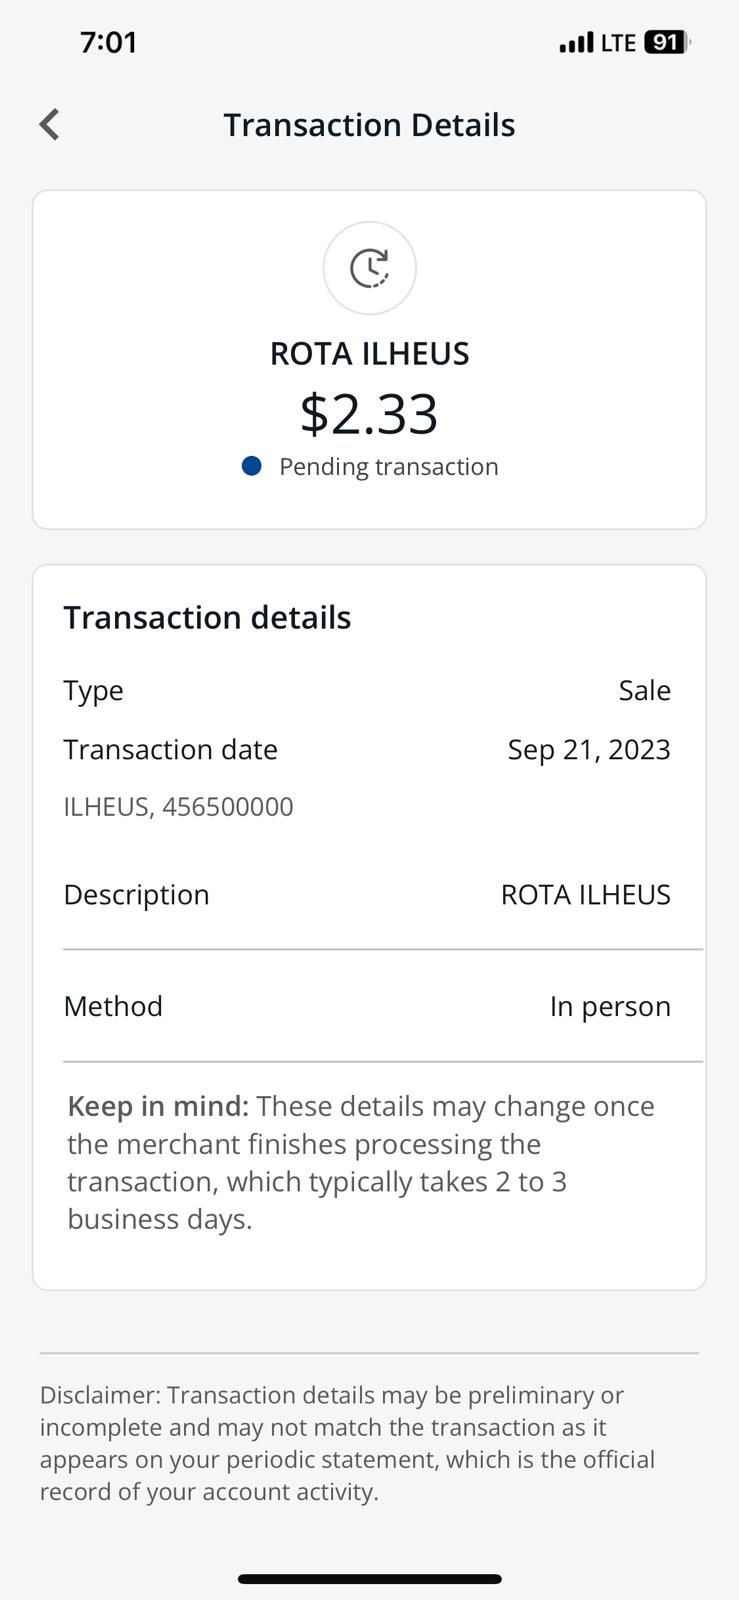 7:01
LTE 91
Transaction Details
ROTA ILHEUS
$2.33
Pending transaction
Transaction details
Type Sale
Transaction date Sep 21, 2023
ILHEUS, 456500000
Description ROTA ILHEUS
Method In person
Keep in mind: These details may change once
the merchant finishes processing the
transaction, which typically takes 2 to 3
business days.
Disclaimer: Transaction details may be preliminary or
incomplete and may not match the transaction as it
appears on your periodic statement, which is the official
record of your account activity.